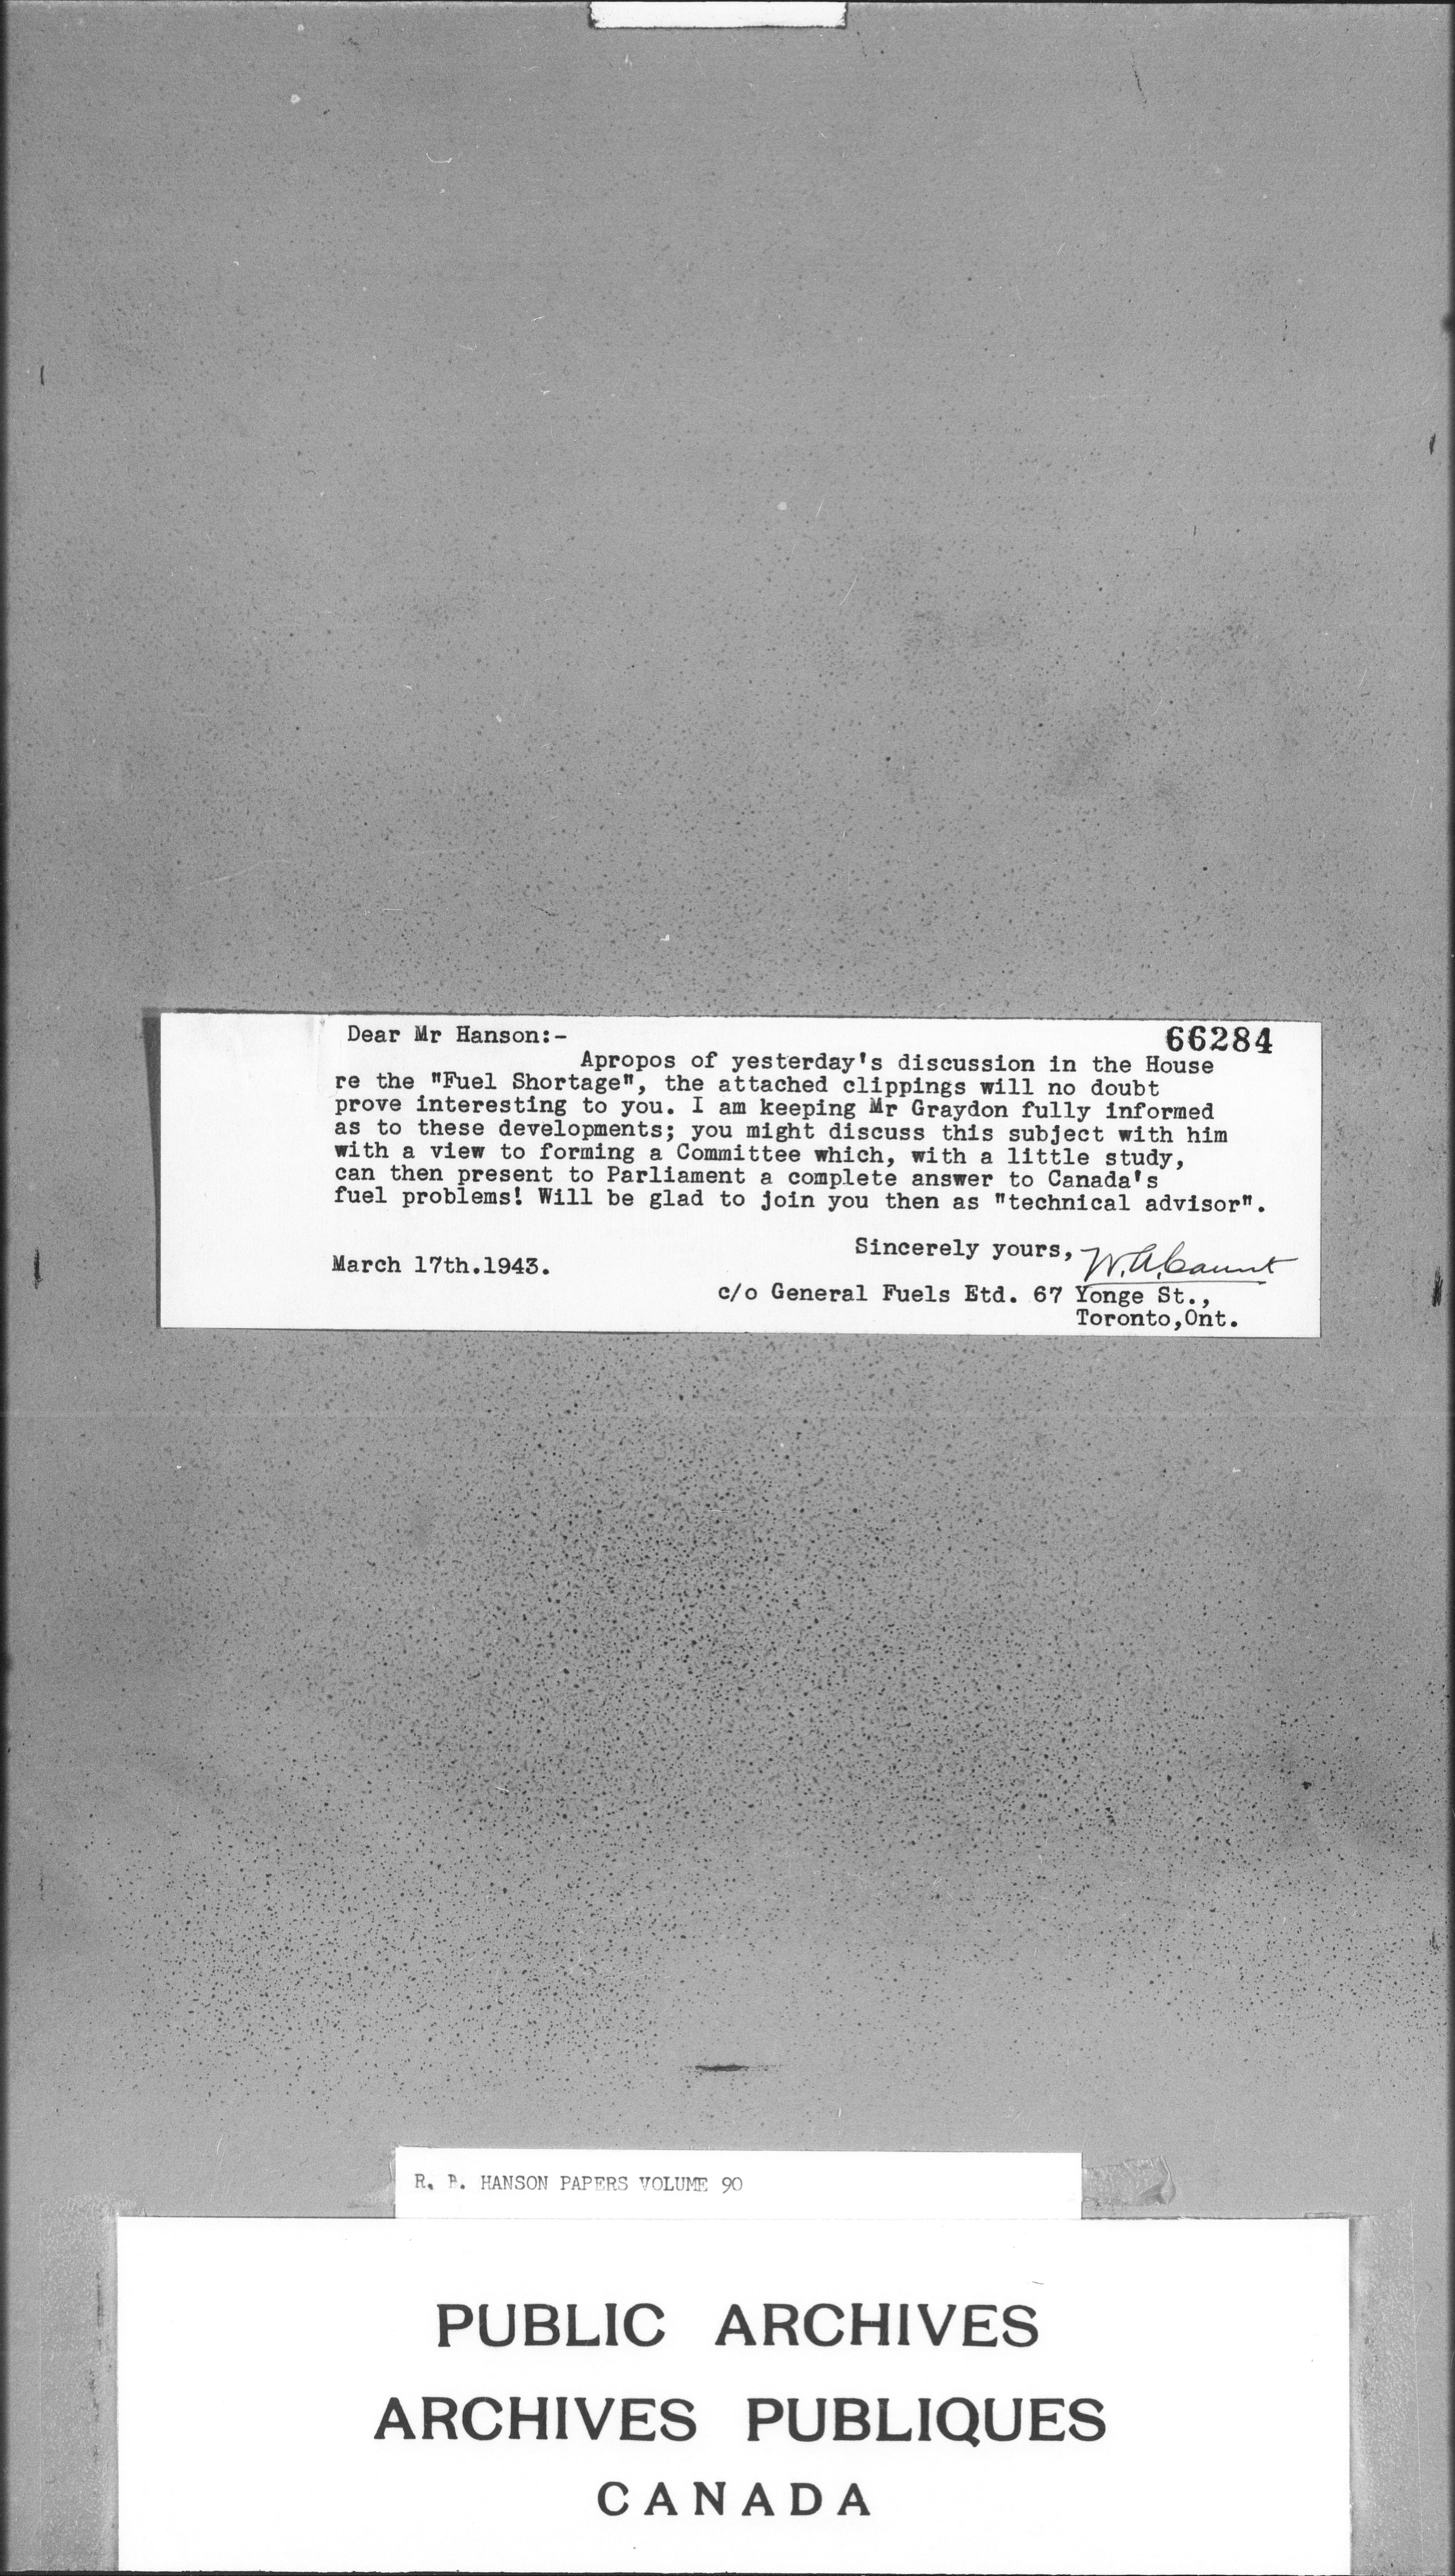 Dear Mr Hanson:-
66284
Apropos of yesterday's discussion in the House
re the "Fuel Shortage", the attached clippings will no doubt
prove interesting to you. I am keeping Mr Graydon fully informed
as to these developments; you might discuss this subject with him
with a view to forming a Committee which, with a little study,
can then present to Parliament a complete answer to Canada's
fuel problems! Will be glad to join you then as "technical advisor".
Sincerely yours, W. A.
March 17th.1943.
c/o General Fuels Etd. 67 Yonge St.,
Toronto,Ont.
R. B. HANSON PAPERS VOLUME 90
PUBLIC ARCHIVES
ARCHIVES PUBLIQUES
CANADA